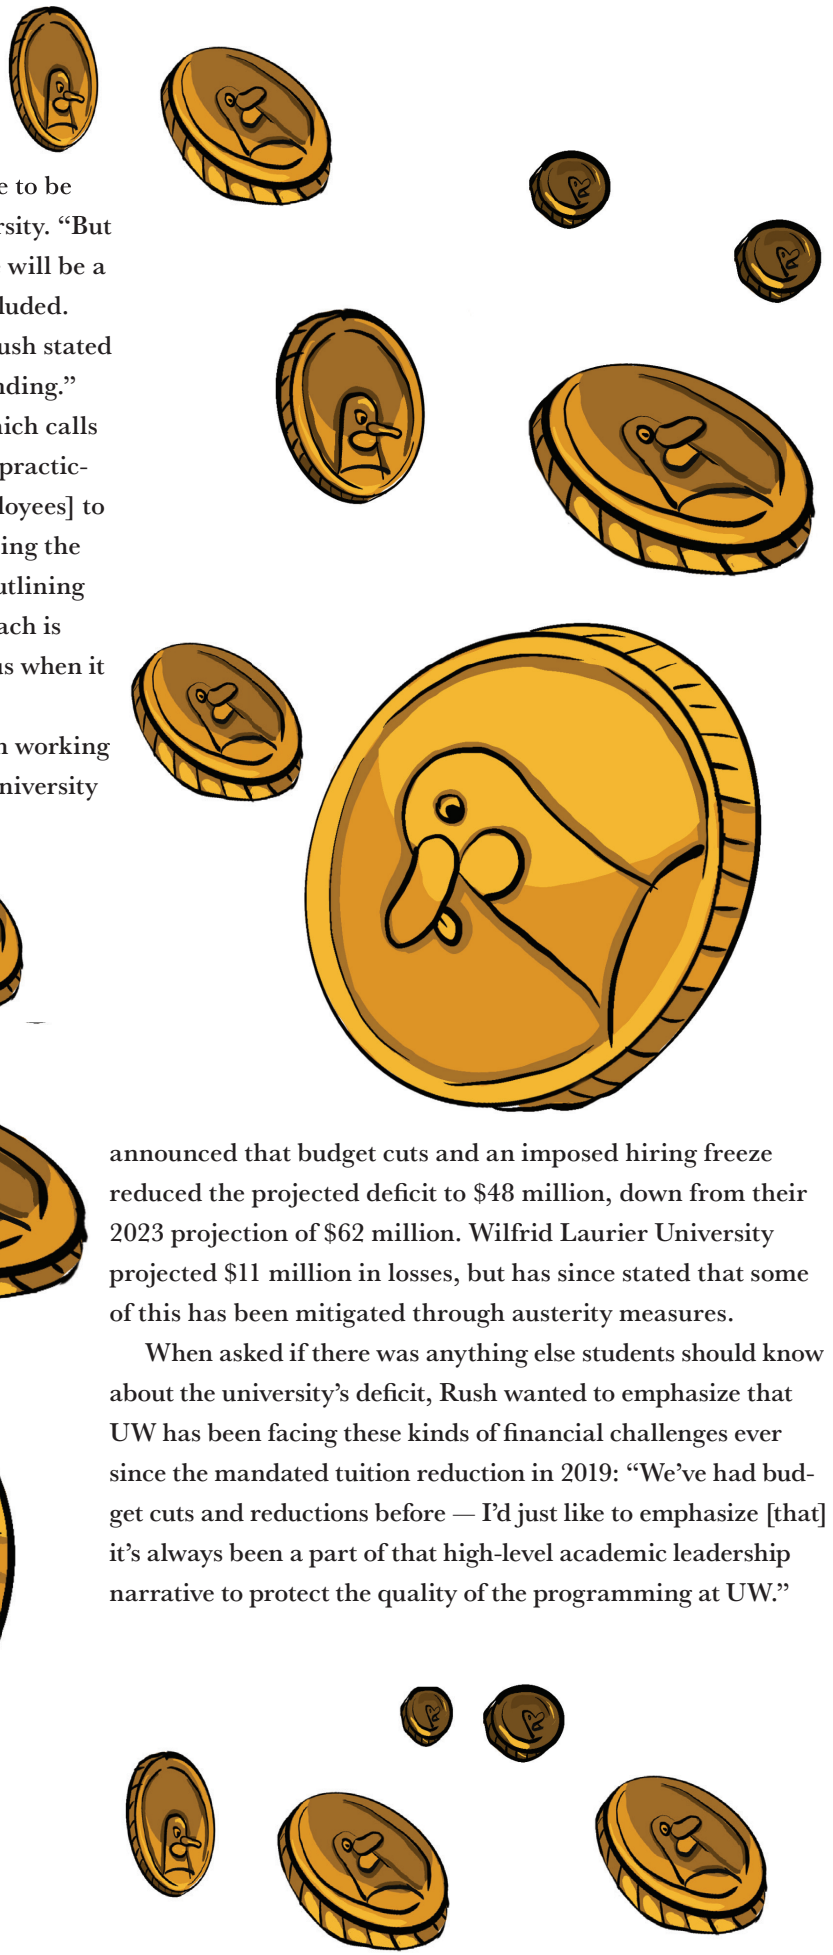 e to be
rsity. “But
will be a
luded.
ush stated
nding.”
ich calls
practic-
loyees] to
ing the
utlining
ach is
us when it
n working
niversity
announced that budget cuts and an imposed hiring freeze
reduced the projected deficit to $48 million, down from their
2023 projection of $62 million. Wilfrid Laurier University
projected $11 million in losses, but has since stated that some
of this has been mitigated through austerity measures.
When asked if there was anything else students should know
about the university’s deficit, Rush wanted to emphasize that
UW has been facing these kinds of financial challenges ever
since the mandated tuition reduction in 2019: “We’ve had bud-
get cuts and reductions before — I’d just like to emphasize [that]
it’s always been a part of that high-level academic leadership
narrative to protect the quality of the programming at UW.”